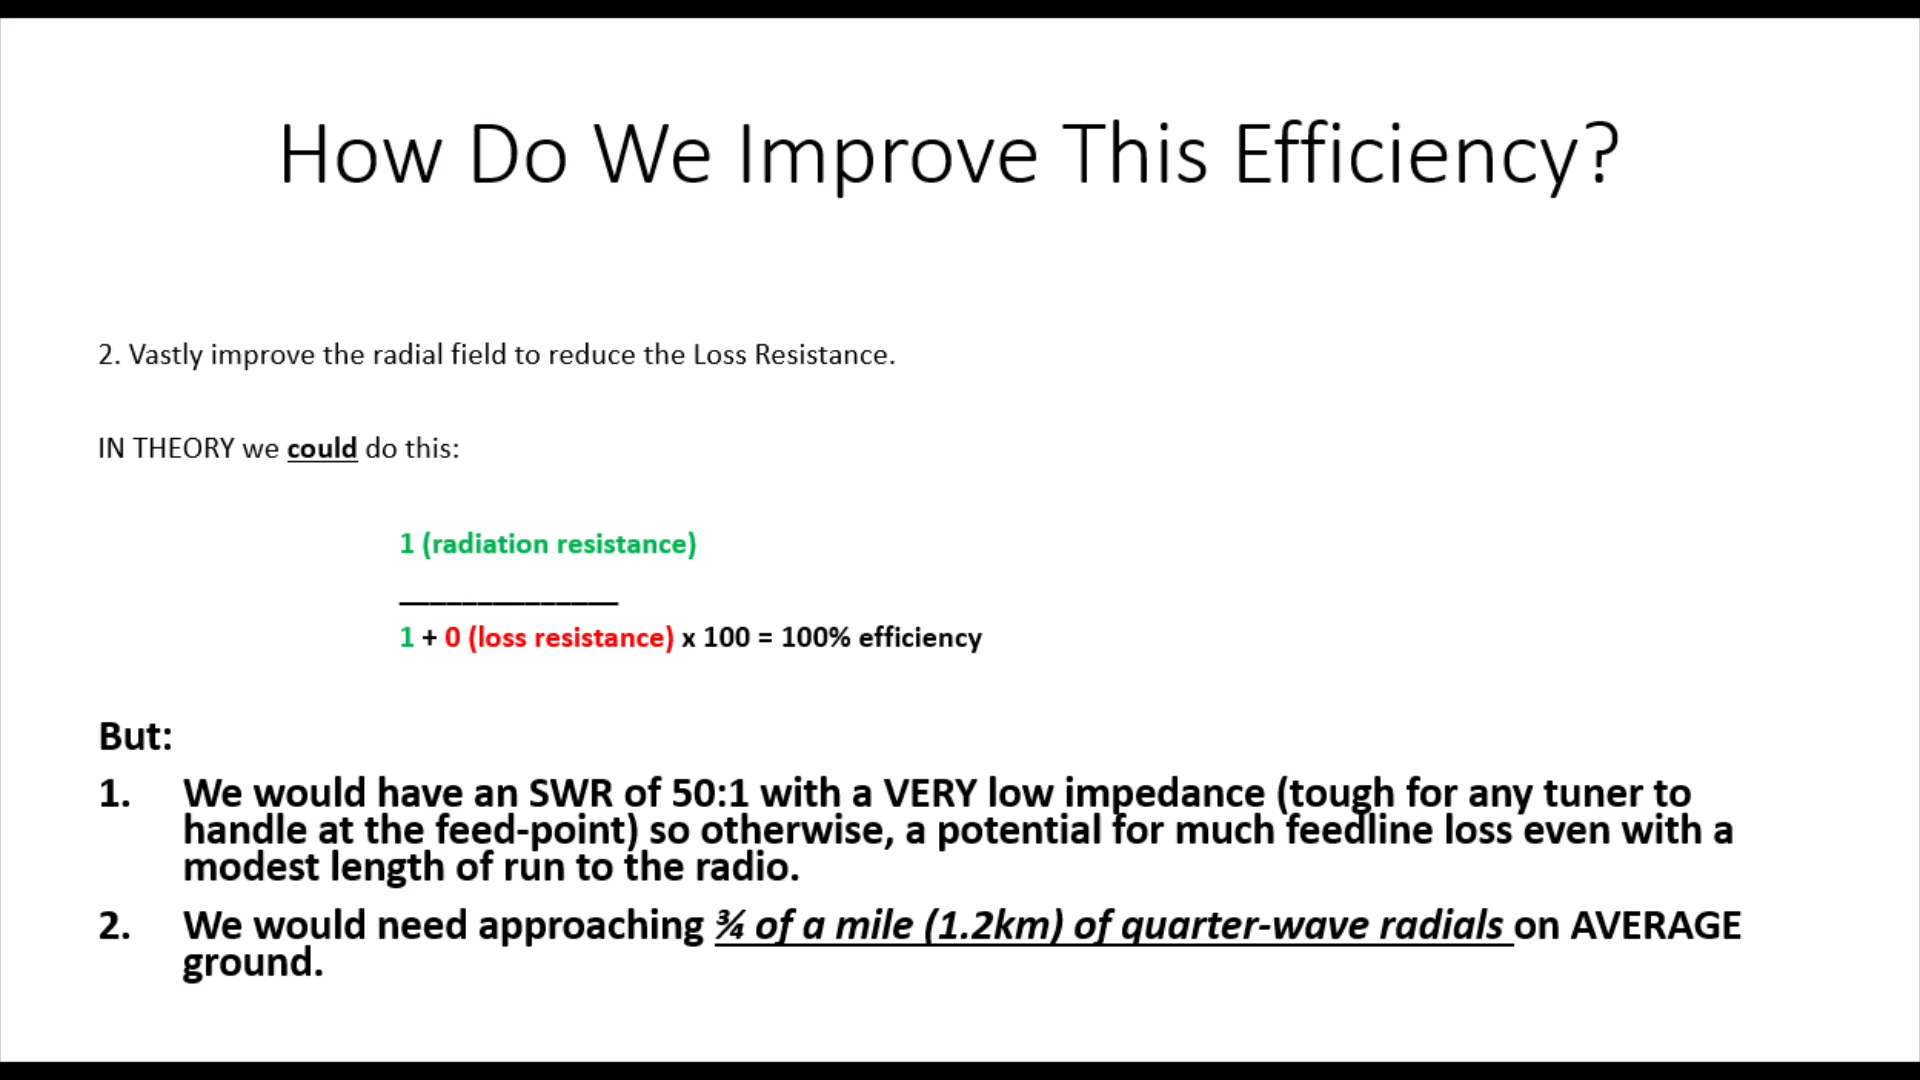 How Do We Improve This Efficiency?
2. Vastly improve the radial field to reduce the Loss Resistance.
IN THEORY we could do this:
1 (radiation resistance)
______________
1 + 0 (loss resistance) x 100 = 100% efficiency
But:
1. We would have an SWR of 50:1 with a VERY low impedance (tough for any tuner to
handle at the feed-point) so otherwise, a potential for much feedline loss even with a
modest length of run to the radio.
2. We would need approaching ¾ of a mile (1.2km) of quarter-wave radials on AVERAGE
ground.